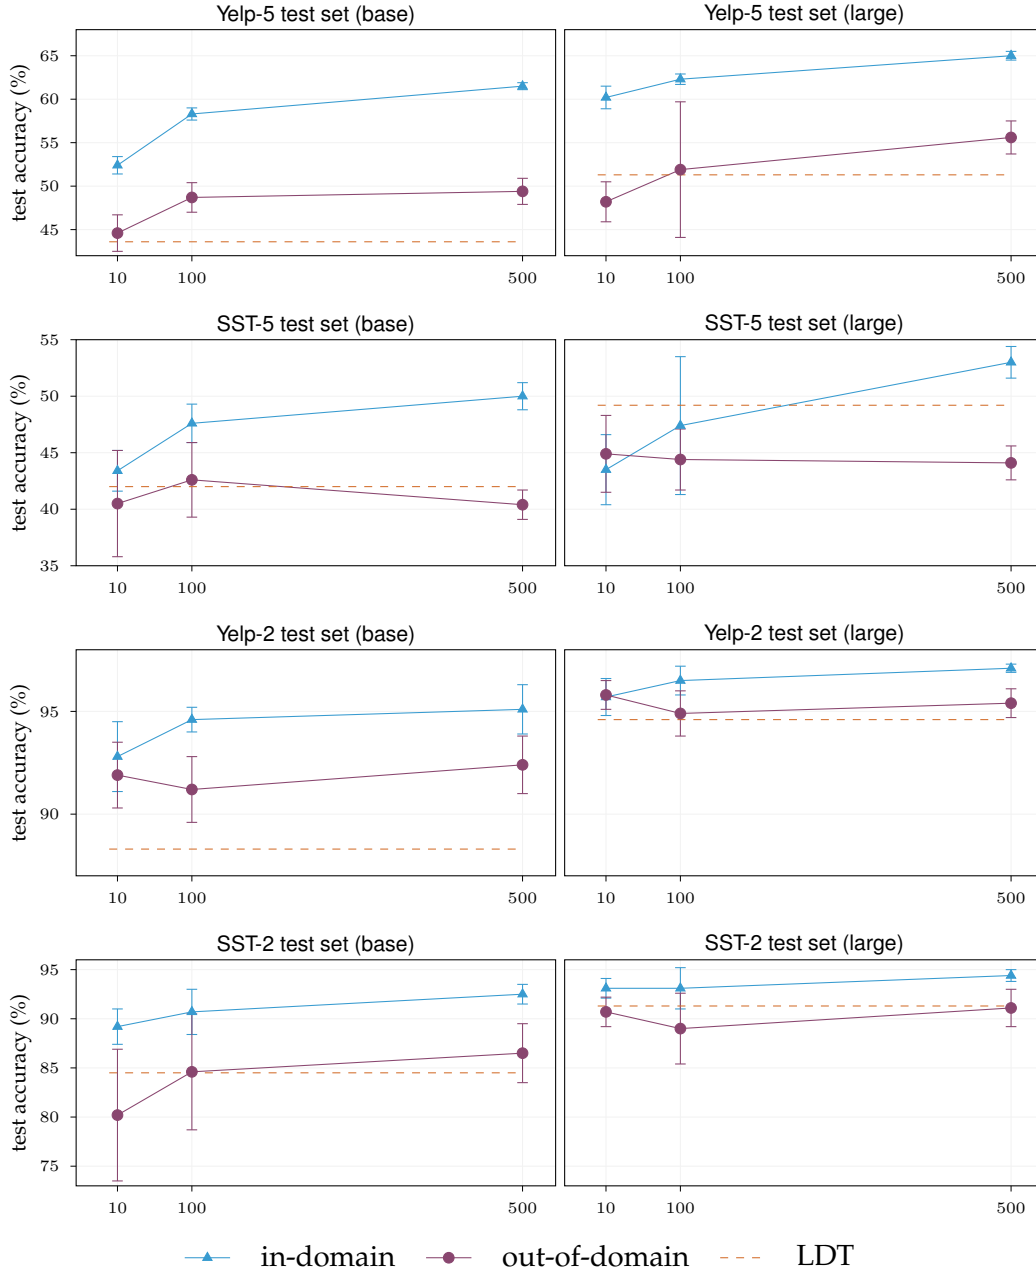 Yelp-5 test set (base)
Yelp-5 test set (large)
test accuracy (%)
65
60
55
50
45
10
100
500
10
100
500
SST-5 test set (base)
SST-5 test set (large)
test accuracy (%)
55
50
45
40
35
10
100
500
10
100
500
Yelp-2 test set (base)
Yelp-2 test set (large)
test accuracy (%)
95
90
10
100
500
10
100
500
SST-2 test set (base)
SST-2 test set (large)
test accuracy (%)
95
90
85
80
75
10
100
500
10
100
500
in-domain
out-of-domain
LDT